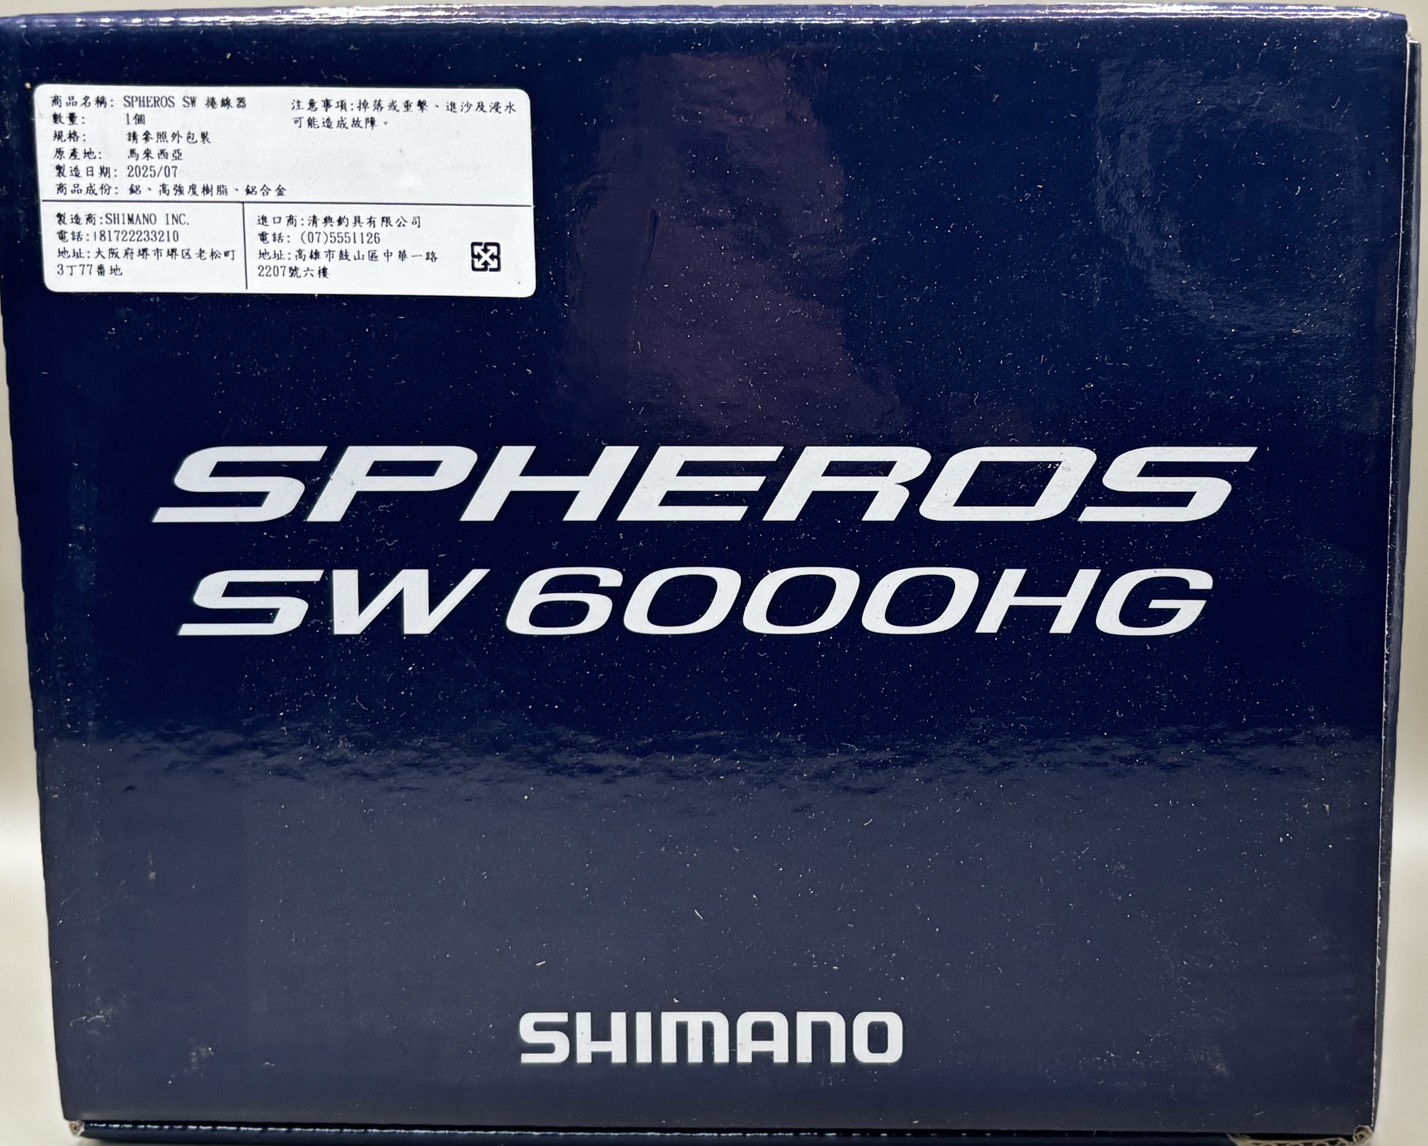 商品名稱: SPHEROS SW 捲線器
數量: 1個
規格: 請參照外包裝
原產地: 馬來西亞
製造日期: 2025/07
商品成份: 鋁、高強度樹脂、鋁合金
注意事項:掉落或重擊、進沙及浸水
可能造成故障。
製造商:SHIMANO INC.
電話:+81722233210
地址:大阪府堺市堺区老松町
3丁77番地
進口商:清典釣具有限公司
電話: (07)5551126
地址:高雄市鼓山區中華一路
2207號六樓
SPHEROS
SW 6000HG
SHIMANO